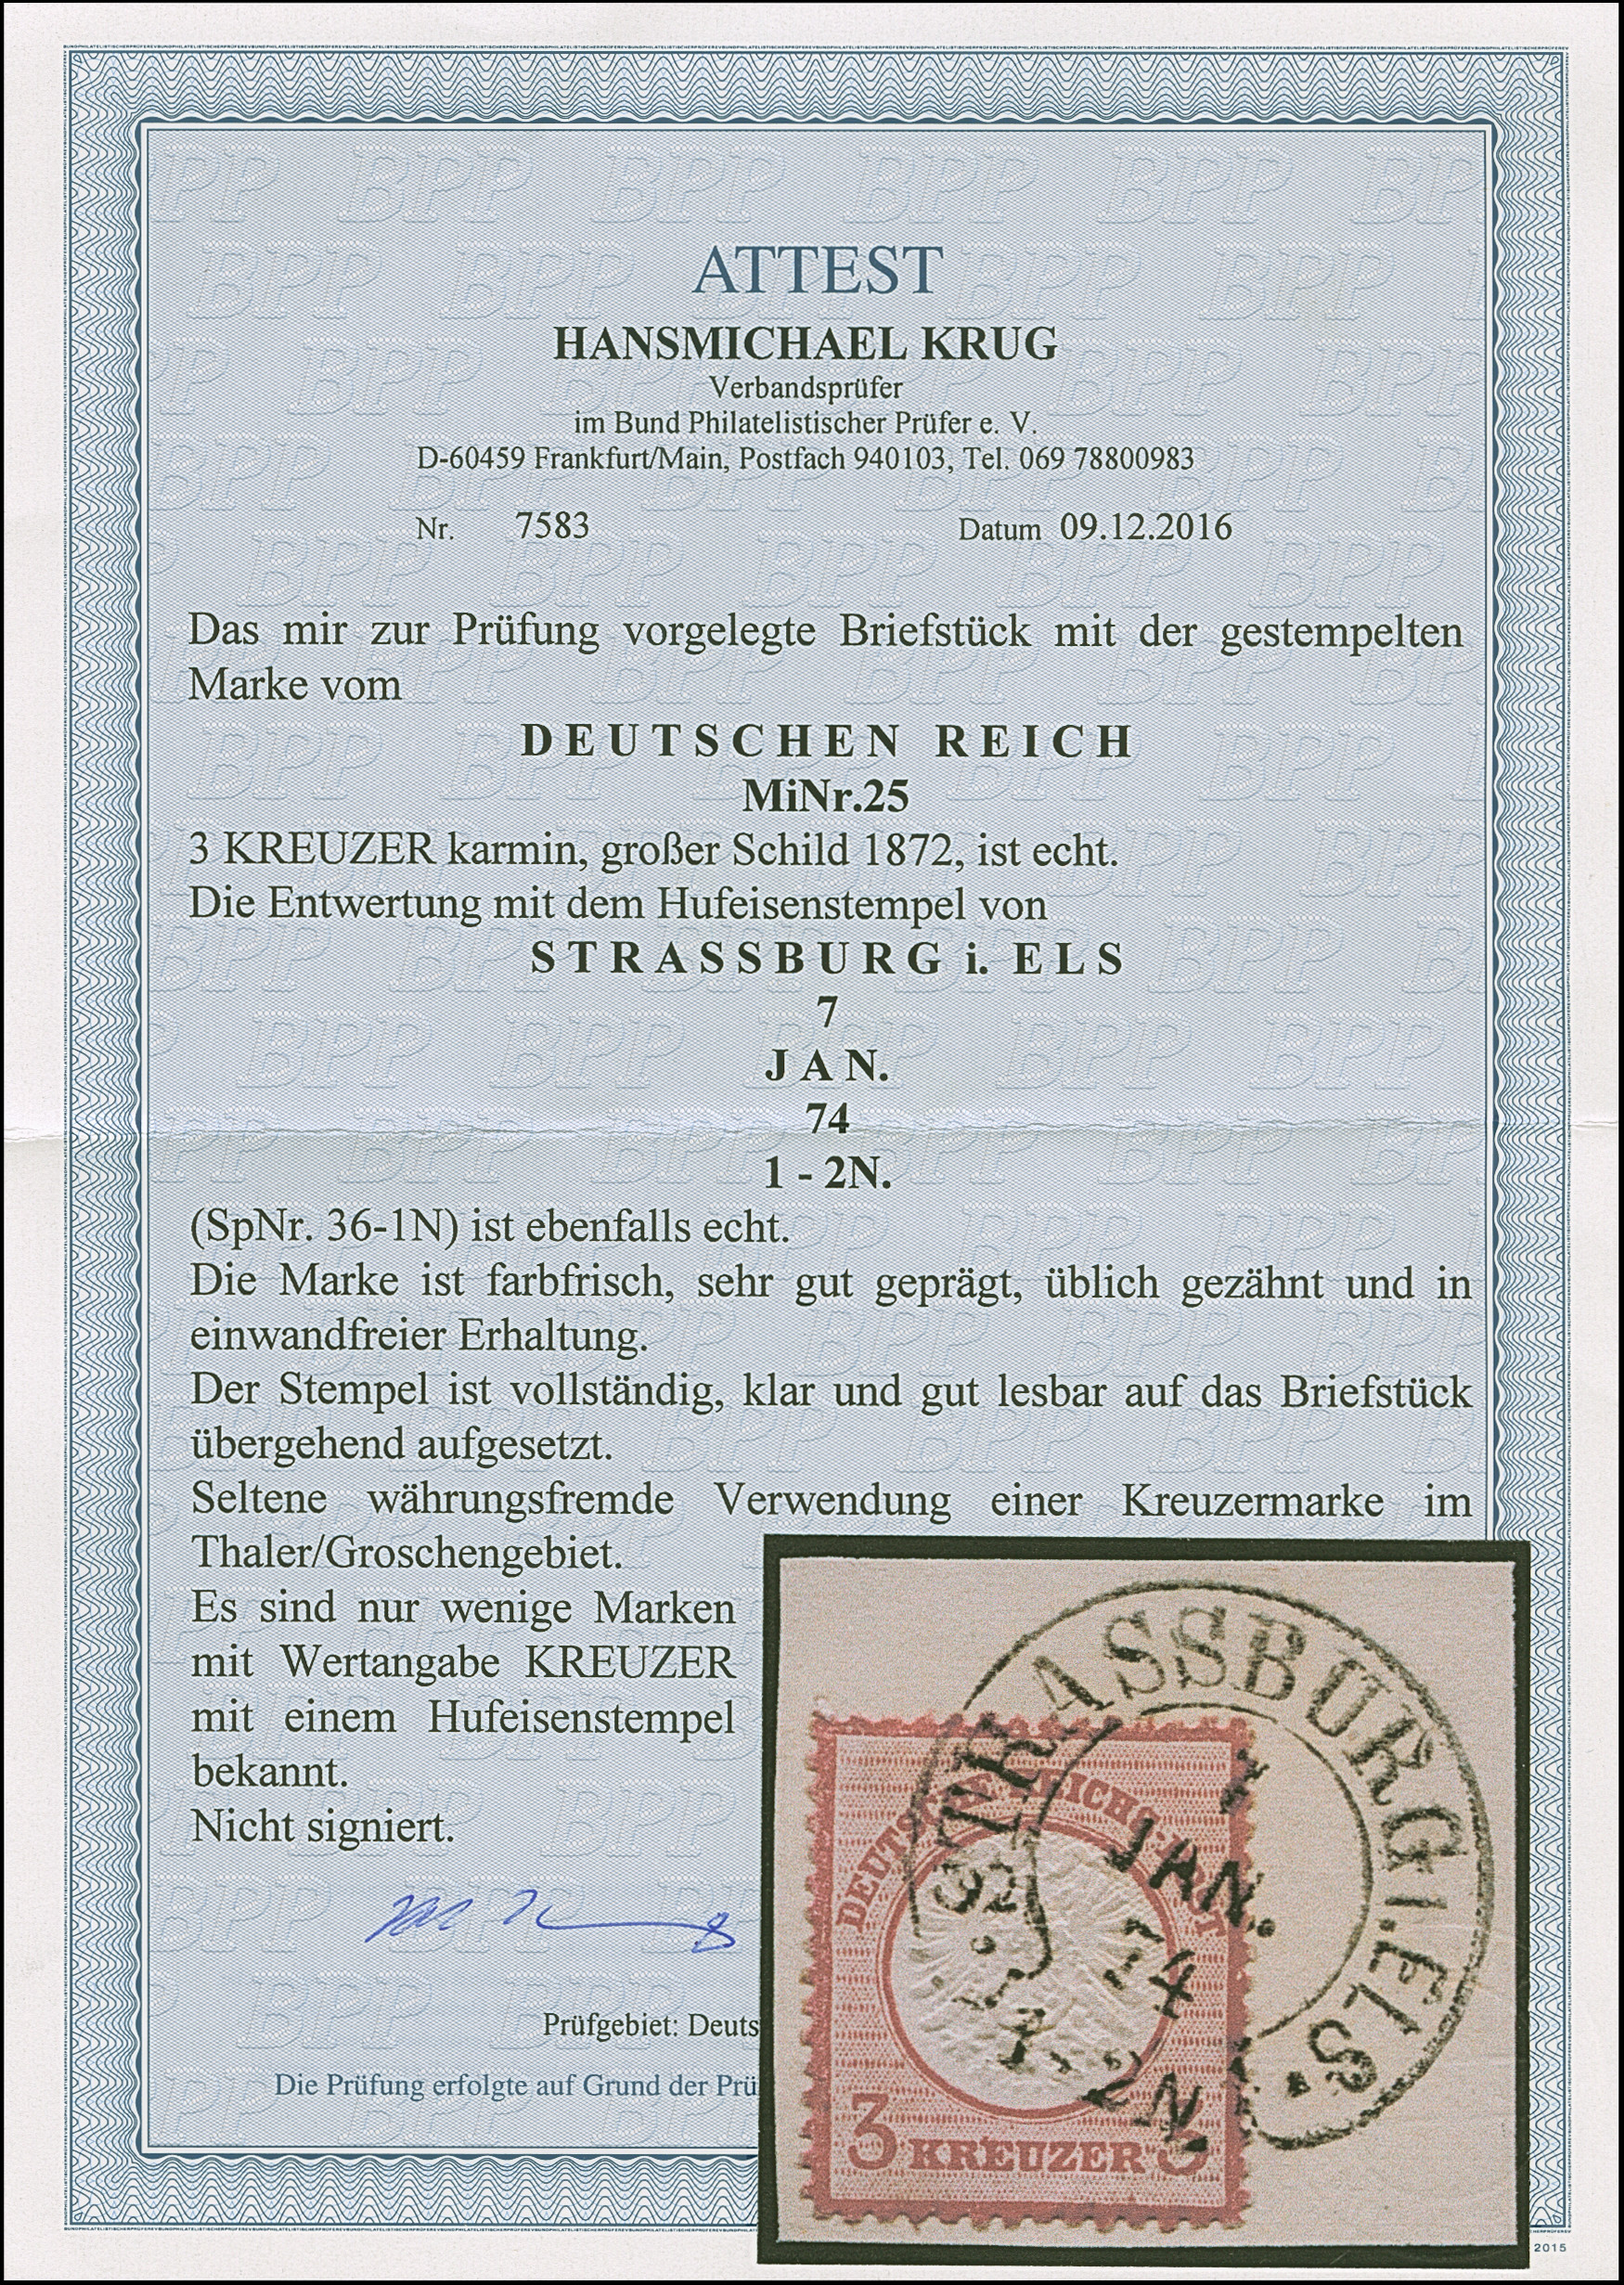 ATTEST
HANSMICHAEL KRUG
Verbandsprüfer
im Bund Philatelistischer Prüfer e. V.
D-60459 Frankfurt/Main, Postfach 940103, Tel. 069 78800983
Nr. 7583 Datum 09.12.2016
Das mir zur Prüfung vorgelegte Briefstück mit der gestempelten
Marke vom
DEUTSCHEN REICH
MiNr.25
3 KREUZER karmin, großer Schild 1872, ist echt.
Die Entwertung mit dem Hufeisenstempel von
STRASSBURG i. ELS
7
JAN.
74
1 - 2N.
(SpNr. 36-1N) ist ebenfalls echt.
Die Marke ist farbfrisch, sehr gut geprägt, üblich gezähnt und in
einwandfreier Erhaltung.
Der Stempel ist vollständig, klar und gut lesbar auf das Briefstück
übergehend aufgesetzt.
Seltene währungsfremde Verwendung einer Kreuzermarke im
Thaler/Groschengebiet.
Es sind nur wenige Marken
mit Wertangabe KREUZER
mit einem Hufeisenstempel
bekannt.
Nicht signiert.
Prüfgebiet: Deuts
Die Prüfung erfolgte auf Grund der Prü
STRASSBURG I. ELS.
7
JAN.
74
1-2N.
DEUTSCHE REICHS-POST
3 KREUZER 3
2015